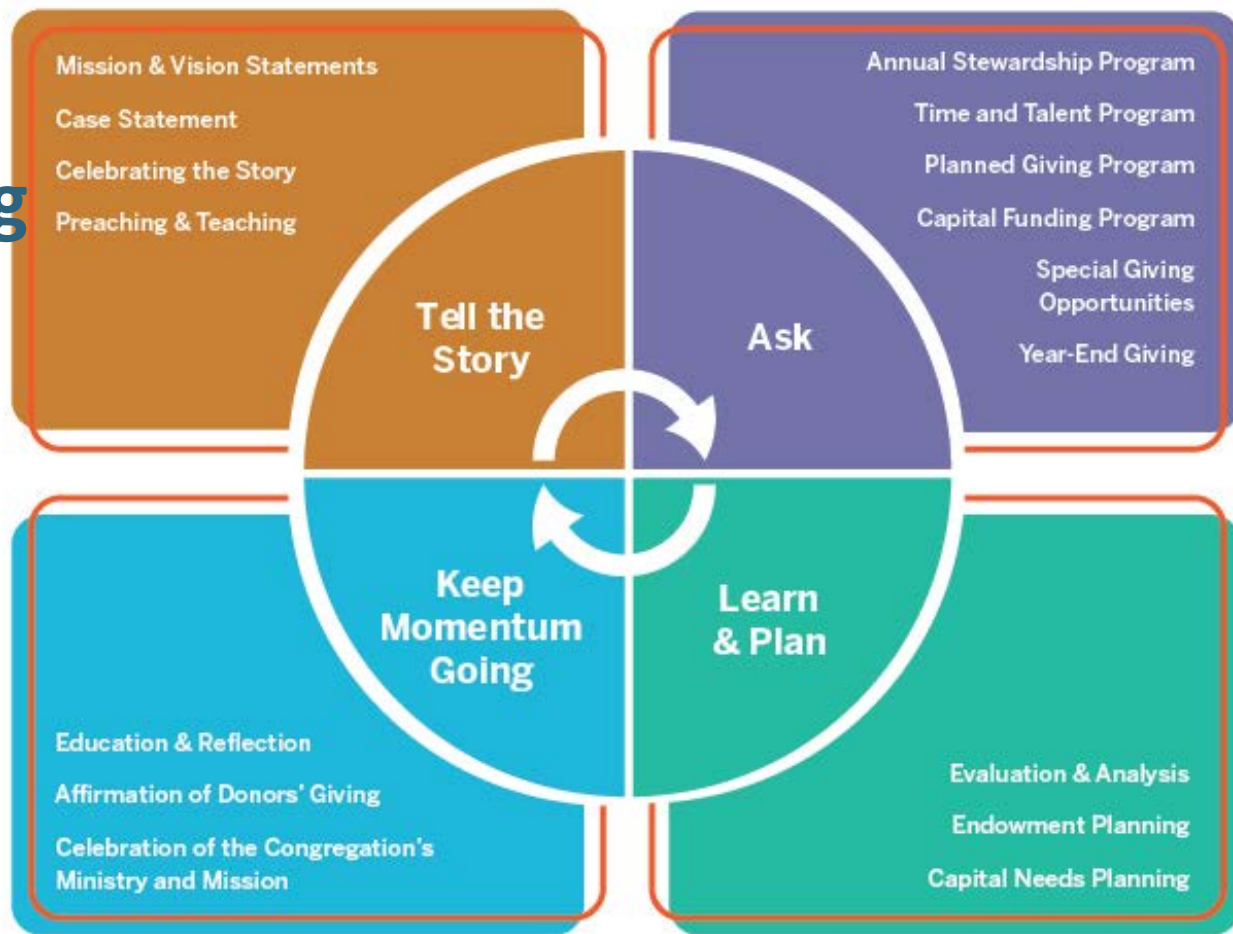 Mission & Vision Statements
Case Statement
Celebrating the Story
Preaching & Teaching
g
Annual Stewardship Program
Time and Talent Program
Planned Giving Program
Capital Funding Program
Special Giving
Opportunities
Year-End Giving
Tell the
Story
Ask
Keep
Momentum
Going
Learn
& Plan
Education & Reflection
Affirmation of Donors' Giving
Celebration of the Congregation's
Ministry and Mission
Evaluation & Analysis
Endowment Planning
Capital Needs Planning